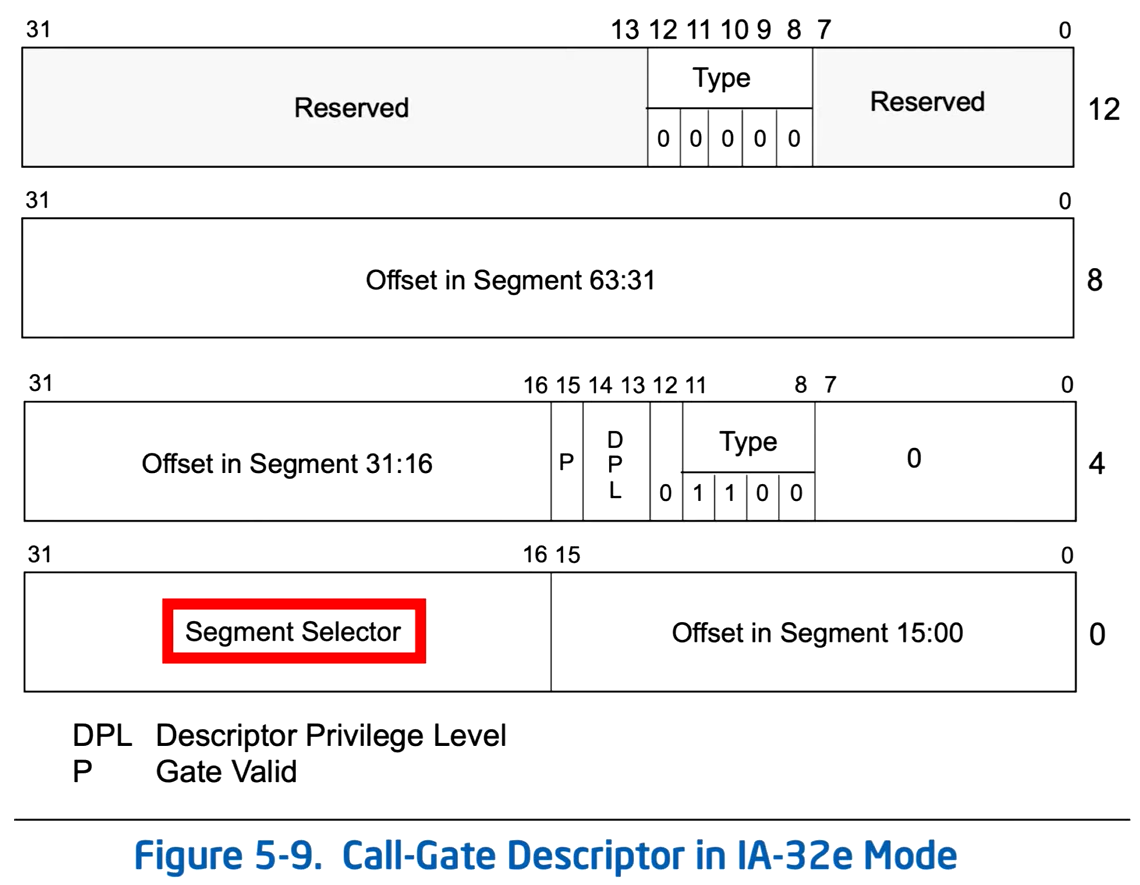 31 13 12 11 10 9 8 7 0
Type
Reserved Reserved 12
0 0 0 0 0
31 0
Offset in Segment 63:31 8
31 16 15 14 13 12 11 8 7 0
Offset in Segment 31:16 P DPL 0 Type 0 4
1 1 0 0
31 16 15 0
Segment Selector Offset in Segment 15:00 0
DPL Descriptor Privilege Level
P Gate Valid
Figure 5-9. Call-Gate Descriptor in IA-32e Mode